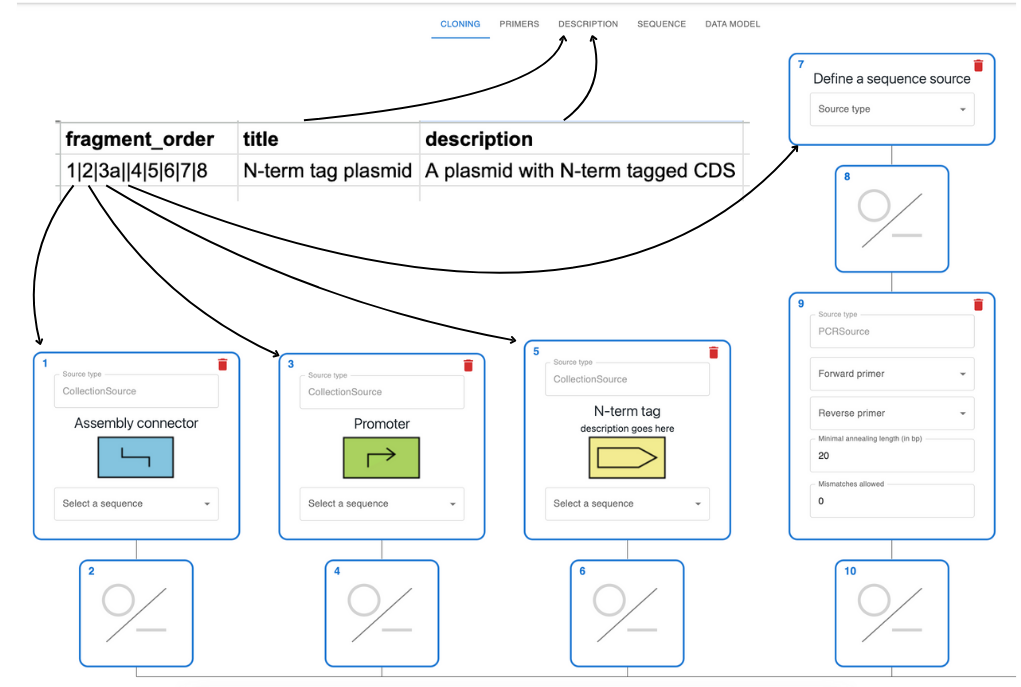 CLONING PRIMERS DESCRIPTION SEQUENCE DATA MODEL
fragment_order title description
1|2|3a||4|5|6|7|8 N-term tag plasmid A plasmid with N-term tagged CDS
7
Define a sequence source
Source type
8
9
Source type
PCRSource
Forward primer
Reverse primer
Minimal annealing length (in bp)
20
Mismatches allowed
0
10
1
Source type
CollectionSource
Assembly connector
Select a sequence
2
3
Source type
CollectionSource
Promoter
Select a sequence
4
5
Source type
CollectionSource
N-term tag
description goes here
Select a sequence
6